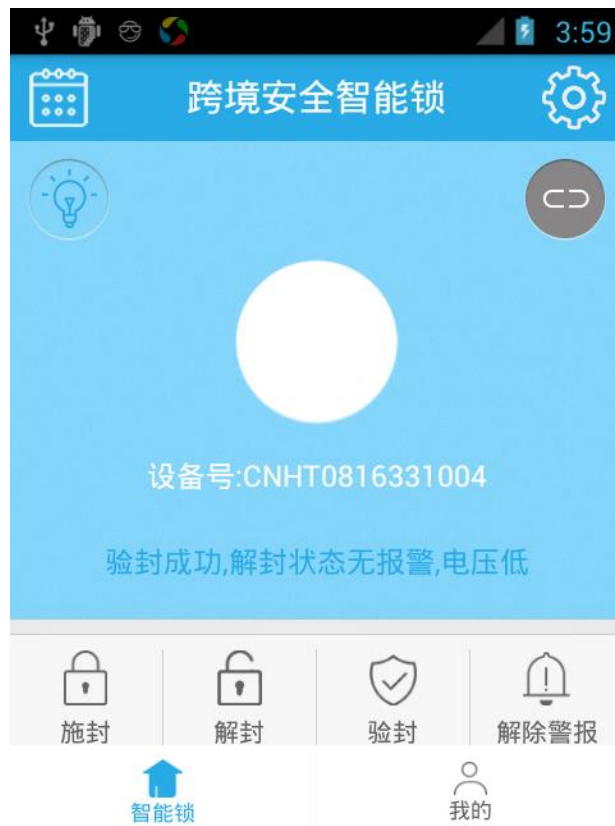 3:59
跨境安全智能锁
设备号:CNHT0816331004
验封成功,解封状态无报警,电压低
施封 解封 验封 解除警报
智能锁 我的